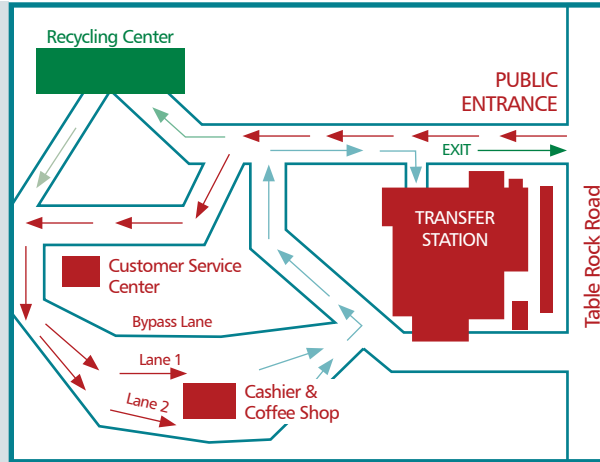 Recycling Center
PUBLIC
ENTRANCE
EXIT
TRANSFER
STATION
Table Rock Road
Customer Service
Center
Bypass Lane
Lane 1
Lane 2
Cashier &
Coffee Shop